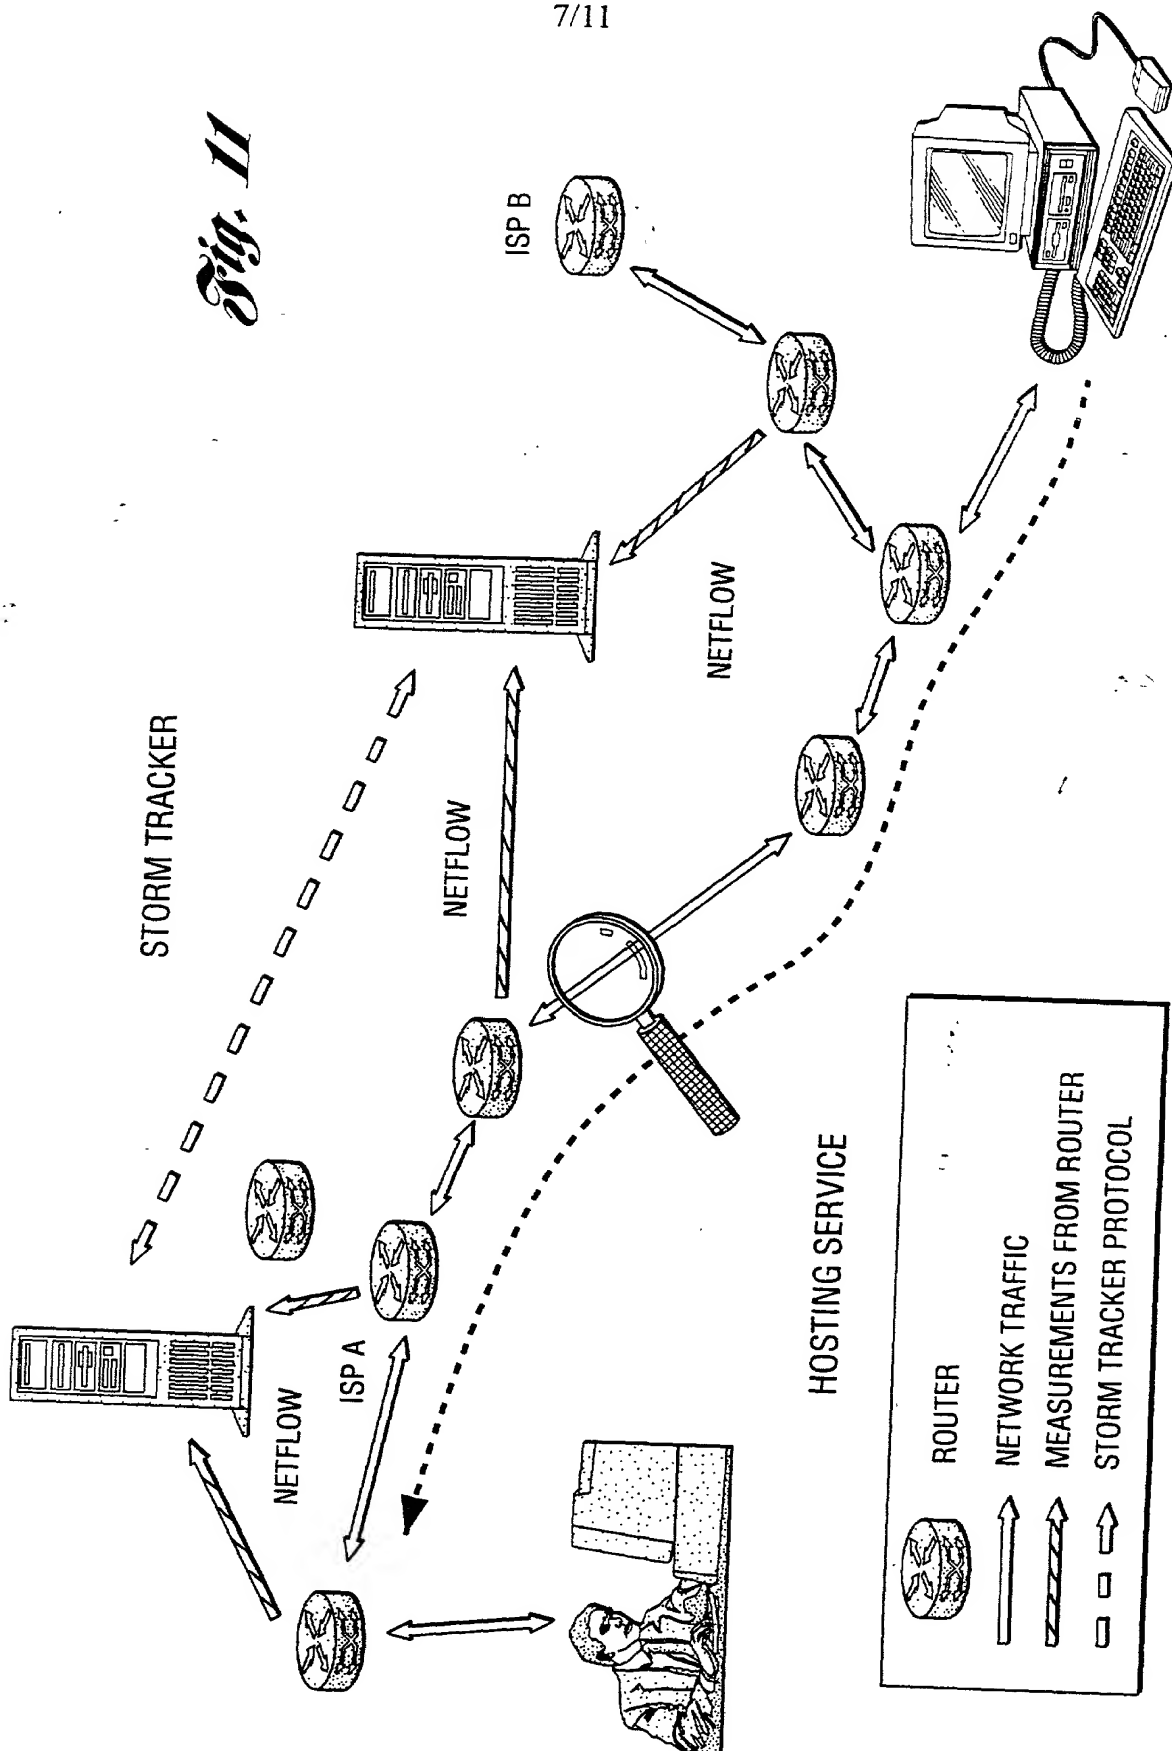 7/11
Fig. 11
STORM TRACKER
ISP B
NETFLOW
NETFLOW
NETFLOW
ISP A
HOSTING SERVICE
ROUTER
NETWORK TRAFFIC
MEASUREMENTS FROM ROUTER
STORM TRACKER PROTOCOL